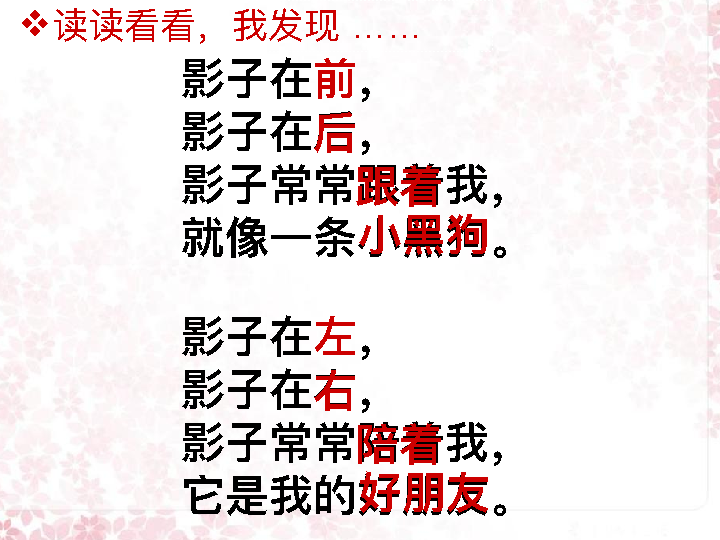 ❖读读看看，我发现 ……
影子在前，
影子在后，
影子常常跟着我，
就像一条小黑狗。
影子在左，
影子在右，
影子常常陪着我，
它是我的好朋友。